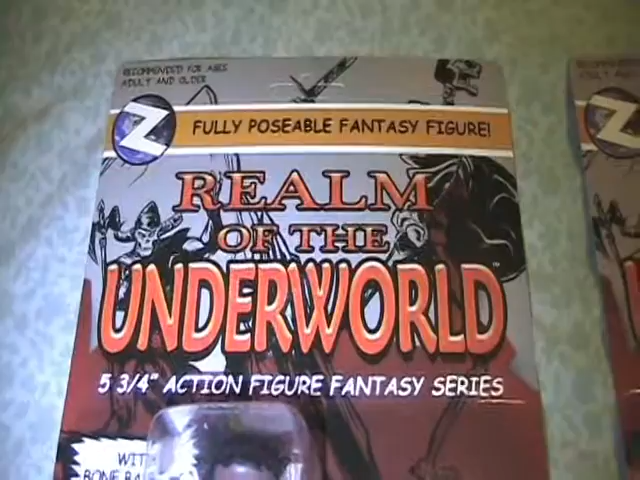 RECOMMENDED FOR AGES
ADULT AND OLDER
Z
FULLY POSEABLE FANTASY FIGURE!
REALM
OF THE
UNDERWORLD
™
5 3/4" ACTION FIGURE FANTASY SERIES
WITH
BONE
Z